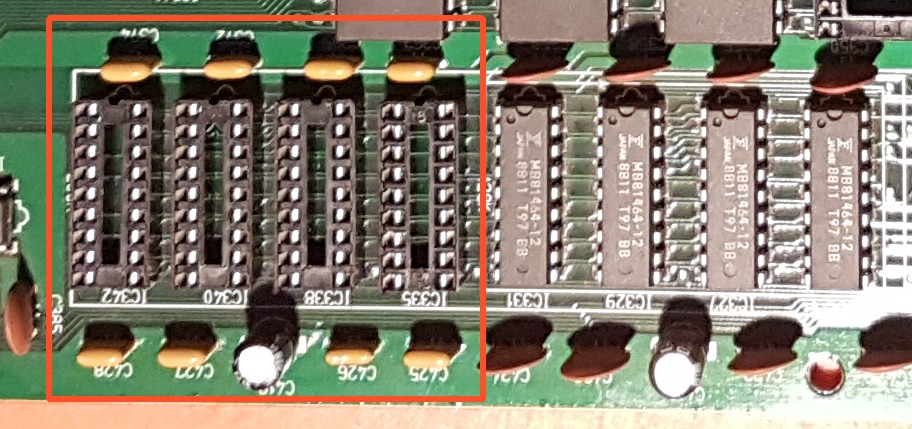 C374
C372
JAPAN MB81464-12
8811 T97 BB
JAPAN MB81464-12
8811 T97 BB
JAPAN MB81464-12
8811 T97 BB
JAPAN MB81464-12
8811 T97 BB
IC342
IC340
IC338
IC335
IC331
IC329
IC327
C385
C428
C427
C426
C425